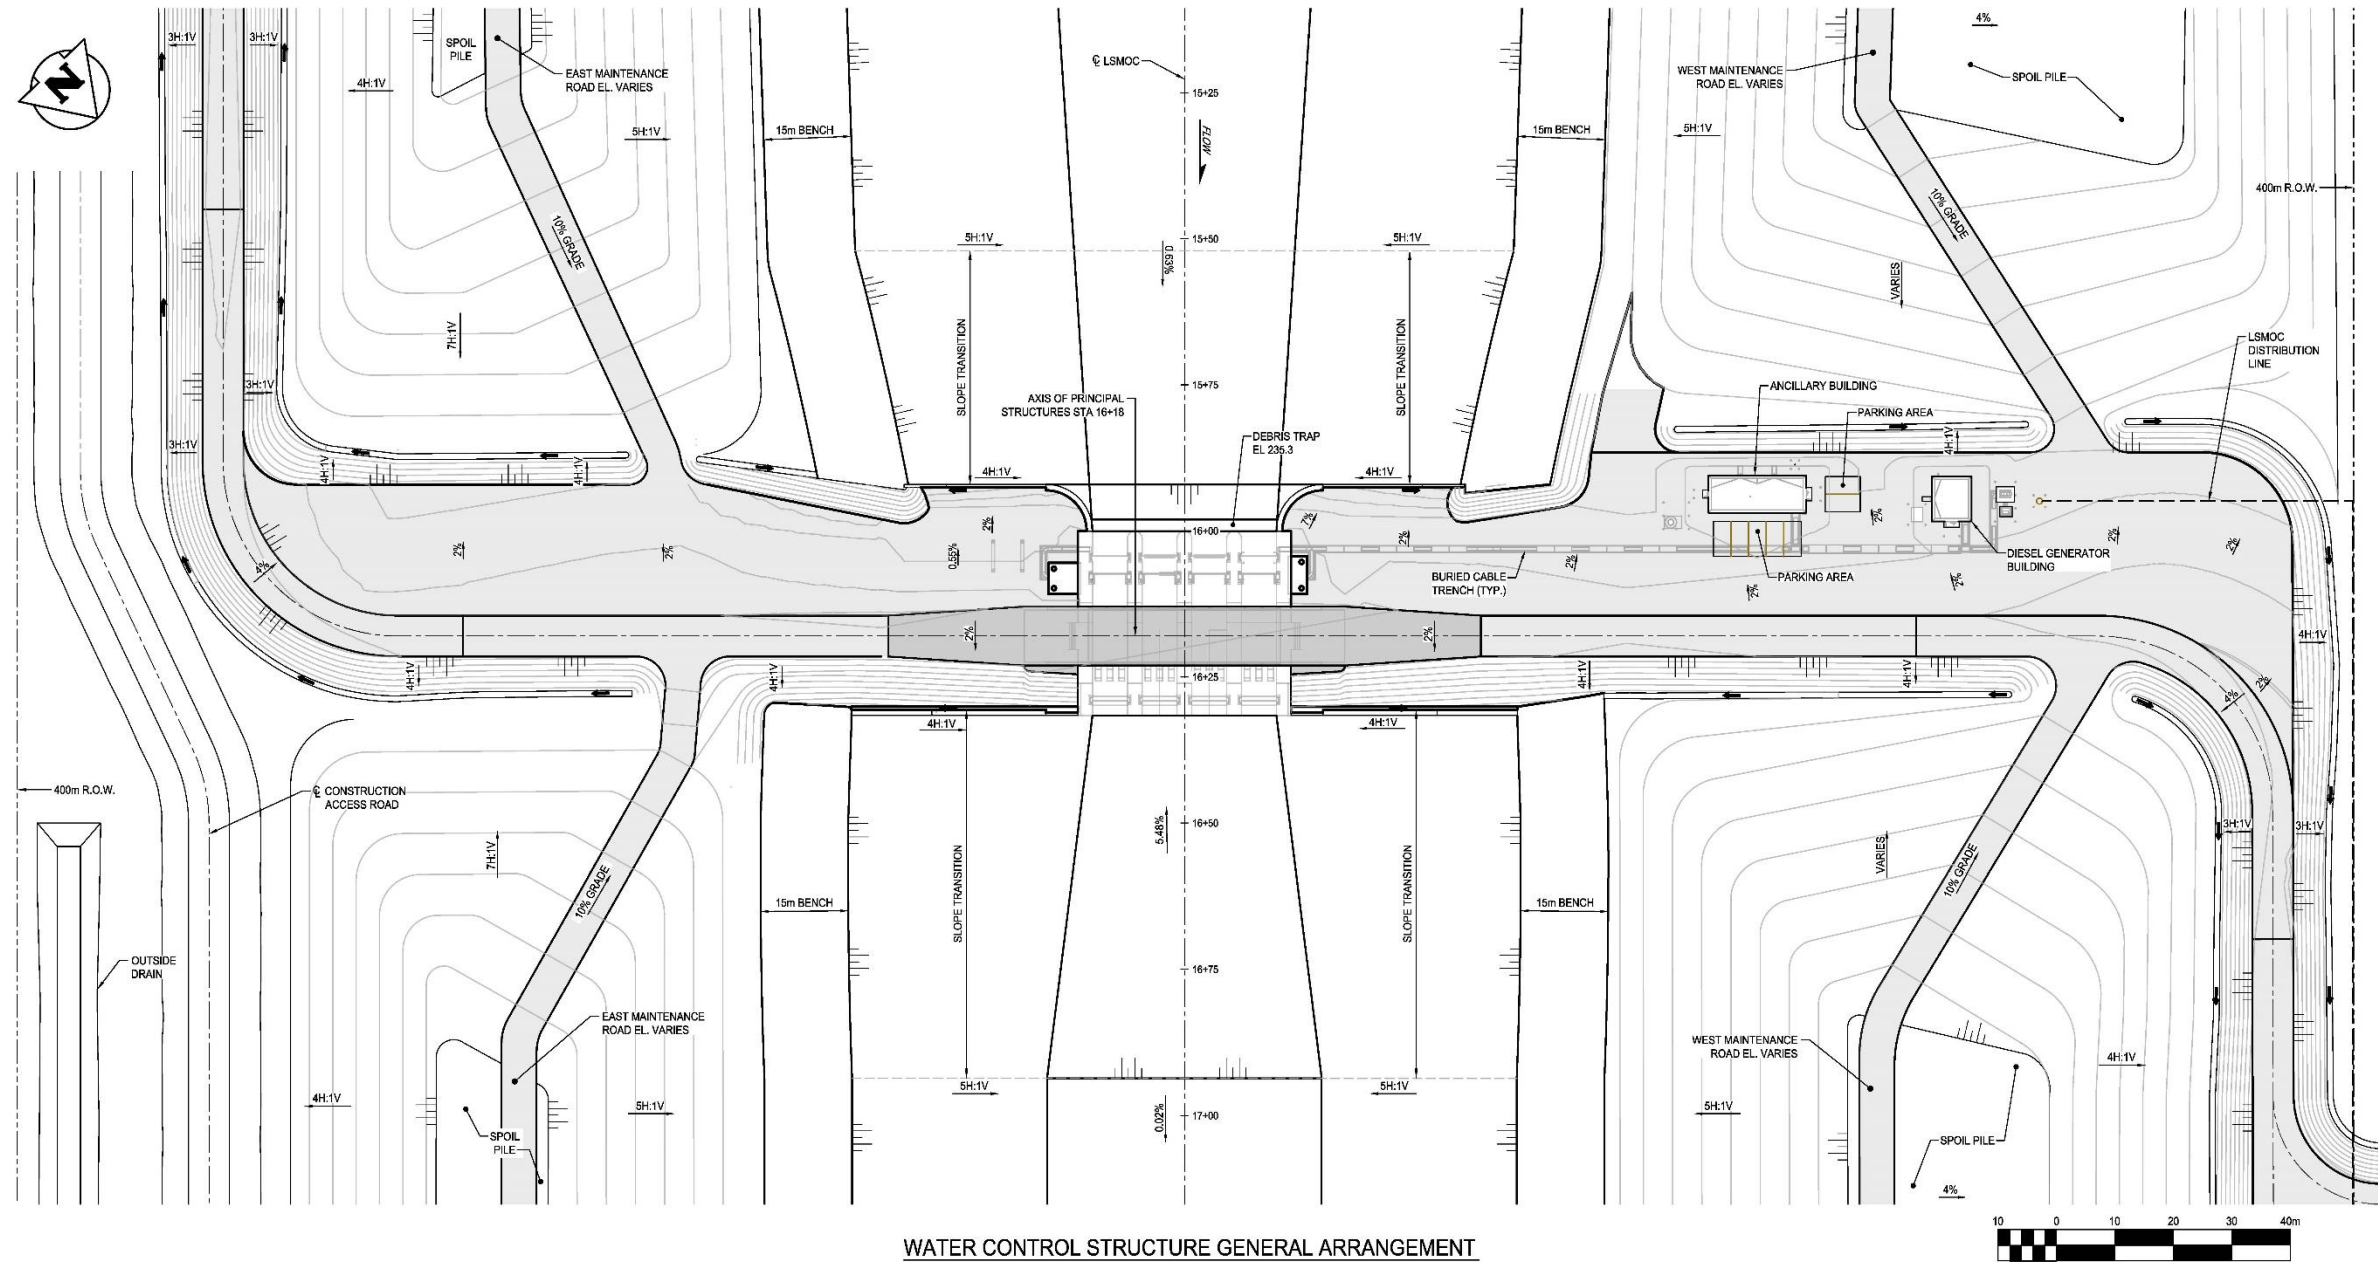 N
SPOIL
PILE
EAST MAINTENANCE
ROAD EL. VARIES
3H:1V
3H:1V
4H:1V
5H:1V
10% GRADE
7H:1V
3H:1V
3H:1V
4H:1V
4H:1V
15m BENCH
℄ LSMOC
15+25
FLOW
15+50
0.63%
5H:1V
5H:1V
SLOPE TRANSITION
SLOPE TRANSITION
15+75
AXIS OF PRINCIPAL
STRUCTURES STA 16+18
DEBRIS TRAP
EL 235.3
4H:1V
4H:1V
15m BENCH
WEST MAINTENANCE
ROAD EL. VARIES
4%
SPOIL PILE
5H:1V
400m R.O.W.
10% GRADE
VARIES
LSMOC
DISTRIBUTION
LINE
ANCILLARY BUILDING
PARKING AREA
4H:1V
4%
2%
2%
0.55%
2%
16+00
7%
2%
BURIED CABLE
TRENCH (TYP.)
2%
PARKING AREA
2%
2%
2%
DIESEL GENERATOR
BUILDING
2%
2%
4H:1V
2%
2%
4H:1V
4H:1V
16+25
4H:1V
4H:1V
4%
2%
4H:1V
4H:1V
400m R.O.W.
℄ CONSTRUCTION
ACCESS ROAD
7H:1V
10% GRADE
15m BENCH
SLOPE TRANSITION
5.48%
16+50
SLOPE TRANSITION
15m BENCH
VARIES
10% GRADE
3H:1V
3H:1V
OUTSIDE
DRAIN
16+75
EAST MAINTENANCE
ROAD EL. VARIES
WEST MAINTENANCE
ROAD EL. VARIES
4H:1V
4H:1V
5H:1V
5H:1V
5H:1V
5H:1V
0.02%
17+00
SPOIL
PILE
SPOIL PILE
4%
WATER CONTROL STRUCTURE GENERAL ARRANGEMENT
10 0 10 20 30 40m